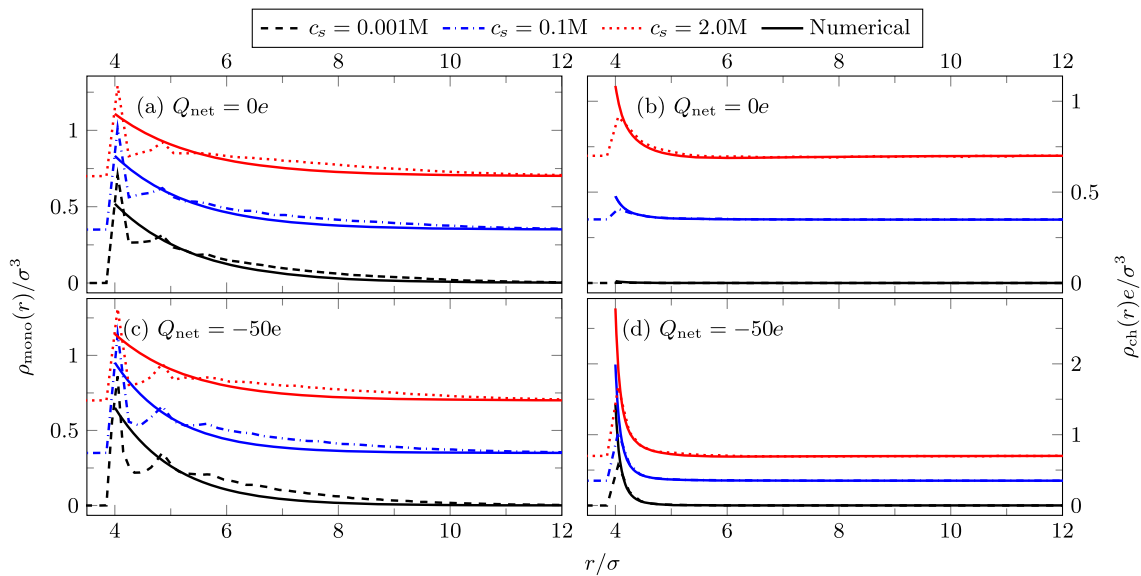 c_s = 0.001M c_s = 0.1M c_s = 2.0M Numerical
4 6 8 10 12 4 6 8 10 12
(a) Q_net = 0e
(b) Q_net = 0e
1
0.5
0
1
0.5
0
(c) Q_net = −50e
(d) Q_net = −50e
1
0.5
0
2
1
0
4 6 8 10 12 4 6 8 10 12
ρ_mono(r)/σ^3
ρ_ch(r)e/σ^3
r/σ